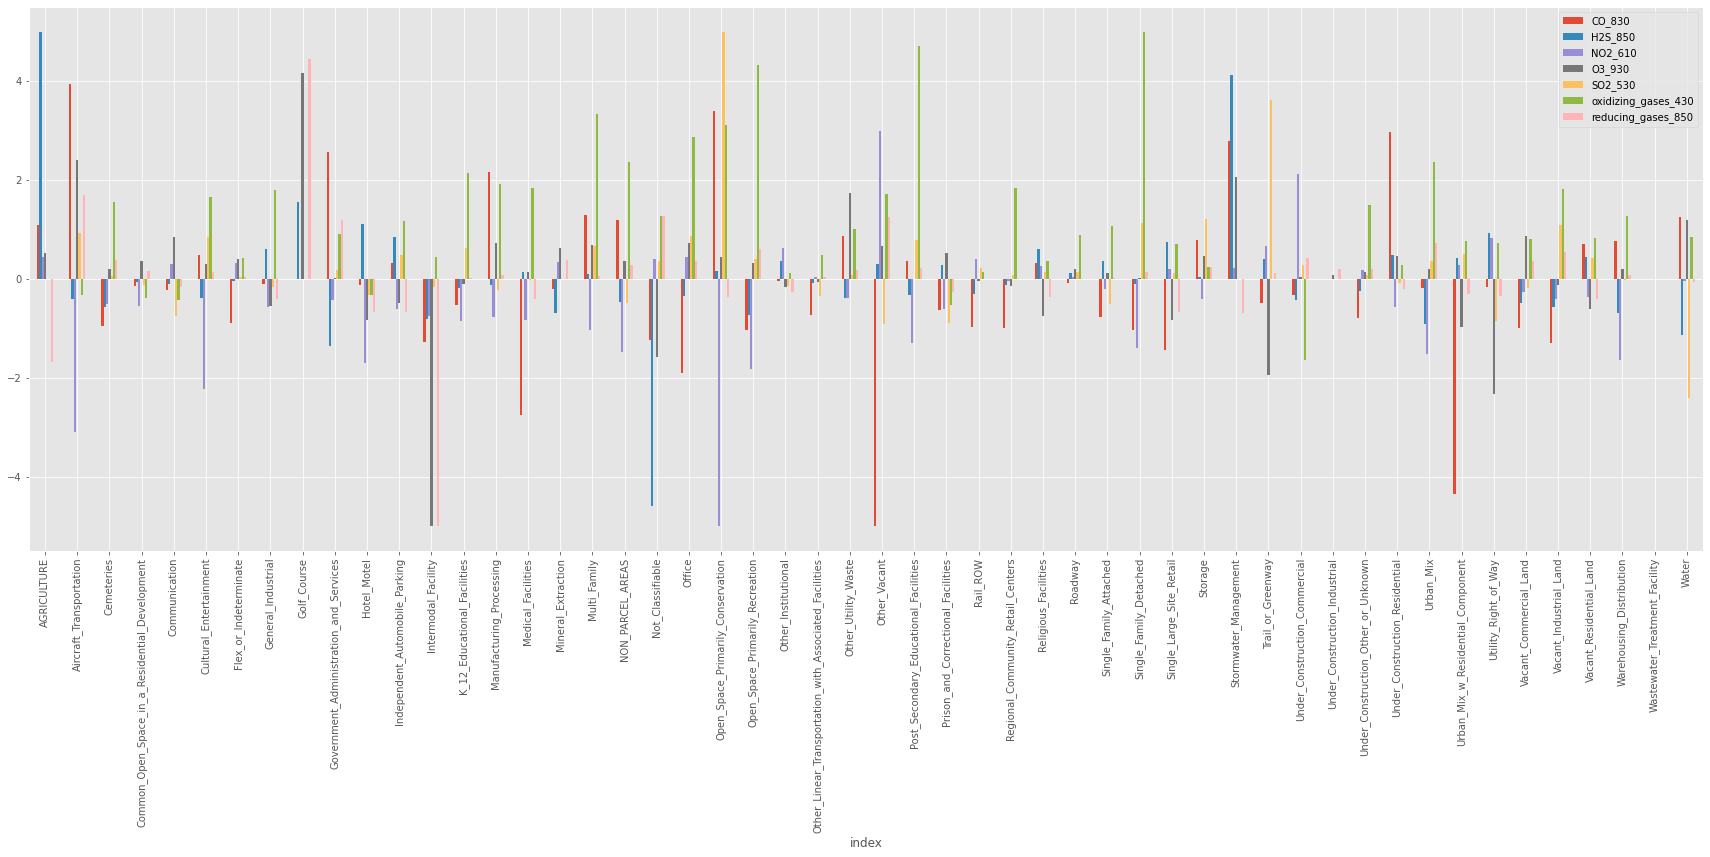 CO_830
H2S_850
NO2_610
O3_930
SO2_530
oxidizing_gases_430
reducing_gases_850
4
2
0
−2
−4
AGRICULTURE
Aircraft_Transportation
Cemeteries
Common_Open_Space_in_a_Residential_Development
Communication
Cultural_Entertainment
Flex_or_Indeterminate
General_Industrial
Golf_Course
Government_Administration_and_Services
Hotel_Motel
Independent_Automobile_Parking
Intermodal_Facility
K_12_Educational_Facilities
Manufacturing_Processing
Medical_Facilities
Mineral_Extraction
Multi_Family
NON_PARCEL_AREAS
Not_Classifiable
Office
Open_Space_Primarily_Conservation
Open_Space_Primarily_Recreation
Other_Institutional
Other_Linear_Transportation_with_Associated_Facilities
Other_Utility_Waste
Other_Vacant
Post_Secondary_Educational_Facilities
Prison_and_Correctional_Facilities
Rail_ROW
Regional_Community_Retail_Centers
Religious_Facilities
Roadway
Single_Family_Attached
Single_Family_Detached
Single_Large_Site_Retail
Storage
Stormwater_Management
Trail_or_Greenway
Under_Construction_Commercial
Under_Construction_Industrial
Under_Construction_Other_or_Unknown
Under_Construction_Residential
Urban_Mix
Urban_Mix_w_Residential_Component
Utility_Right_of_Way
Vacant_Commercial_Land
Vacant_Industrial_Land
Vacant_Residential_Land
Warehousing_Distribution
Wastewater_Treatment_Facility
Water
index